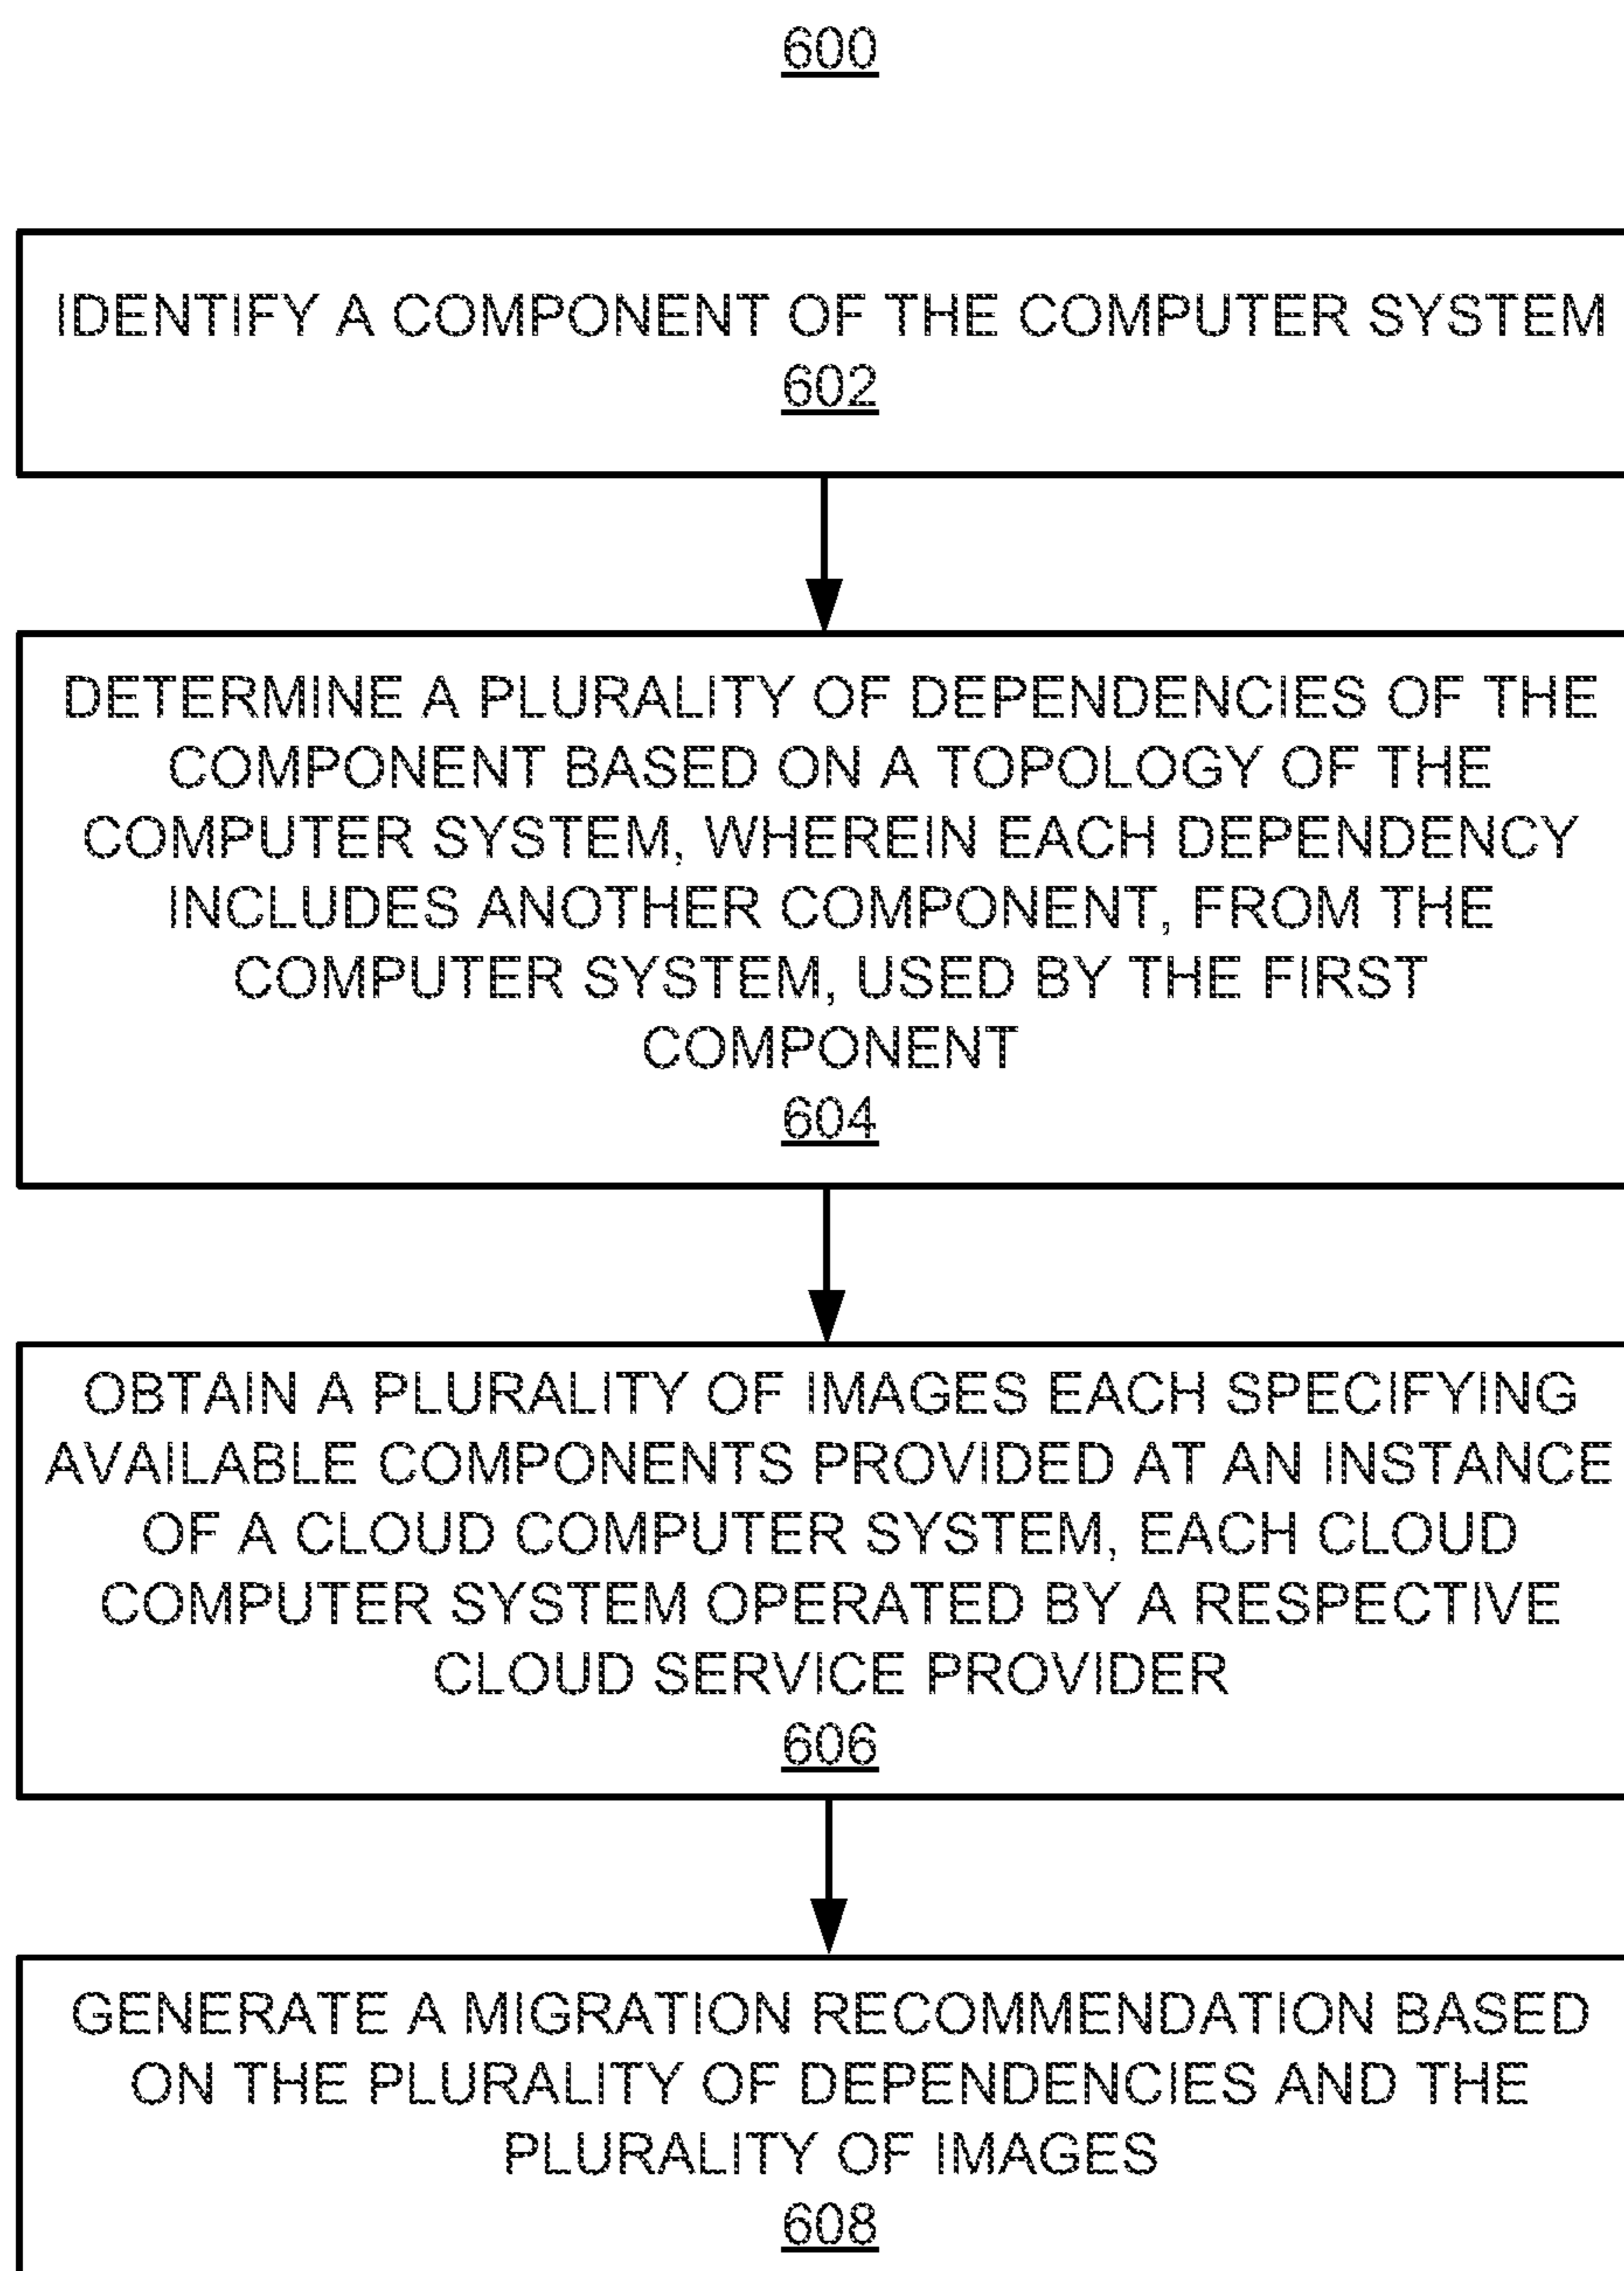 600
IDENTIFY A COMPONENT OF THE COMPUTER SYSTEM
602
DETERMINE A PLURALITY OF DEPENDENCIES OF THE
COMPONENT BASED ON A TOPOLOGY OF THE
COMPUTER SYSTEM, WHEREIN EACH DEPENDENCY
INCLUDES ANOTHER COMPONENT, FROM THE
COMPUTER SYSTEM, USED BY THE FIRST
COMPONENT
604
OBTAIN A PLURALITY OF IMAGES EACH SPECIFYING
AVAILABLE COMPONENTS PROVIDED AT AN INSTANCE
OF A CLOUD COMPUTER SYSTEM, EACH CLOUD
COMPUTER SYSTEM OPERATED BY A RESPECTIVE
CLOUD SERVICE PROVIDER
606
GENERATE A MIGRATION RECOMMENDATION BASED
ON THE PLURALITY OF DEPENDENCIES AND THE
PLURALITY OF IMAGES
608